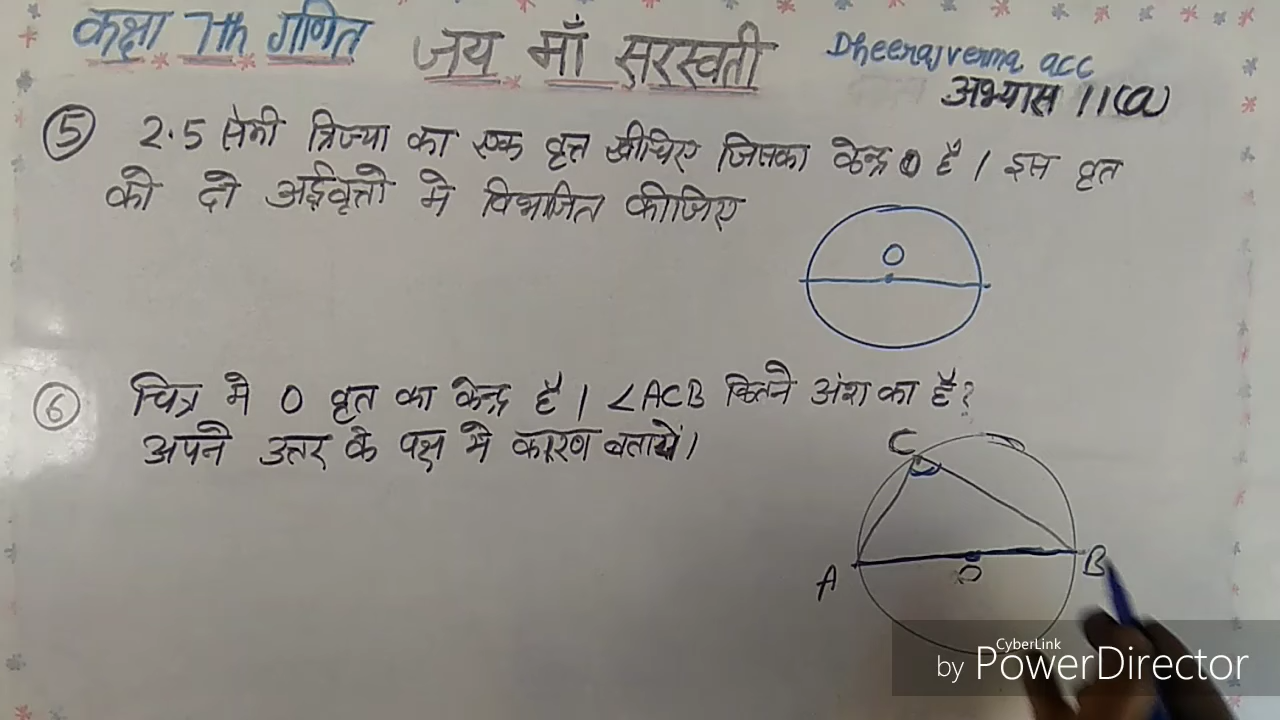 कक्षा 7th गणित
जय माँ सरस्वती
Dheerajverma acc
अभ्यास 11(a)
⑤ 2.5 सेमी त्रिज्या का एक वृत्त खीचिए जिसका केन्द्र O है। इस वृत
को दो अर्द्ववृत्तो मे विभाजित कीजिए
O
⑥ चित्र मे O वृत का केन्द्र है। ∠ACB कितने अंश का है?
अपने उत्तर के पक्ष मे कारण बतायें।
C
A
O
B
CyberLink
by PowerDirector